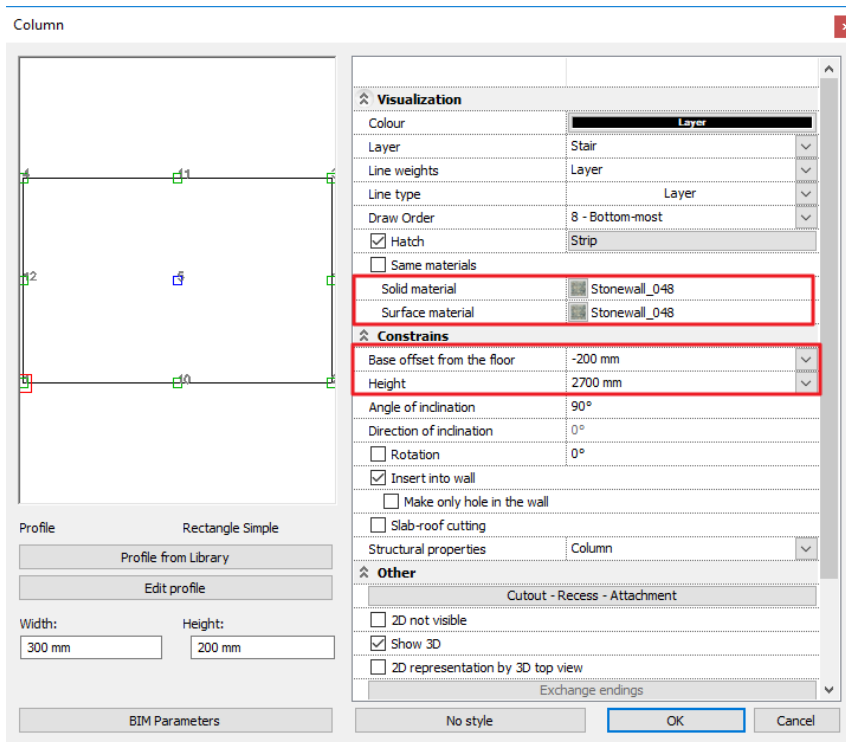 Column
x
Visualization
Colour Layer
Layer Stair
Line weights Layer
Line type Layer
Draw Order 8 - Bottom-most
Hatch Strip
Same materials
Solid material Stonewall_048
Surface material Stonewall_048
Constrains
Base offset from the floor -200 mm
Height 2700 mm
Angle of inclination 90°
Direction of inclination 0°
Rotation 0°
Insert into wall
Make only hole in the wall
Slab-roof cutting
Structural properties Column
Other
Cutout - Recess - Attachment
2D not visible
Show 3D
2D representation by 3D top view
Exchange endings
11
12
5
10
Profile Rectangle Simple
Profile from Library
Edit profile
Width: Height:
300 mm 200 mm
BIM Parameters
No style OK Cancel